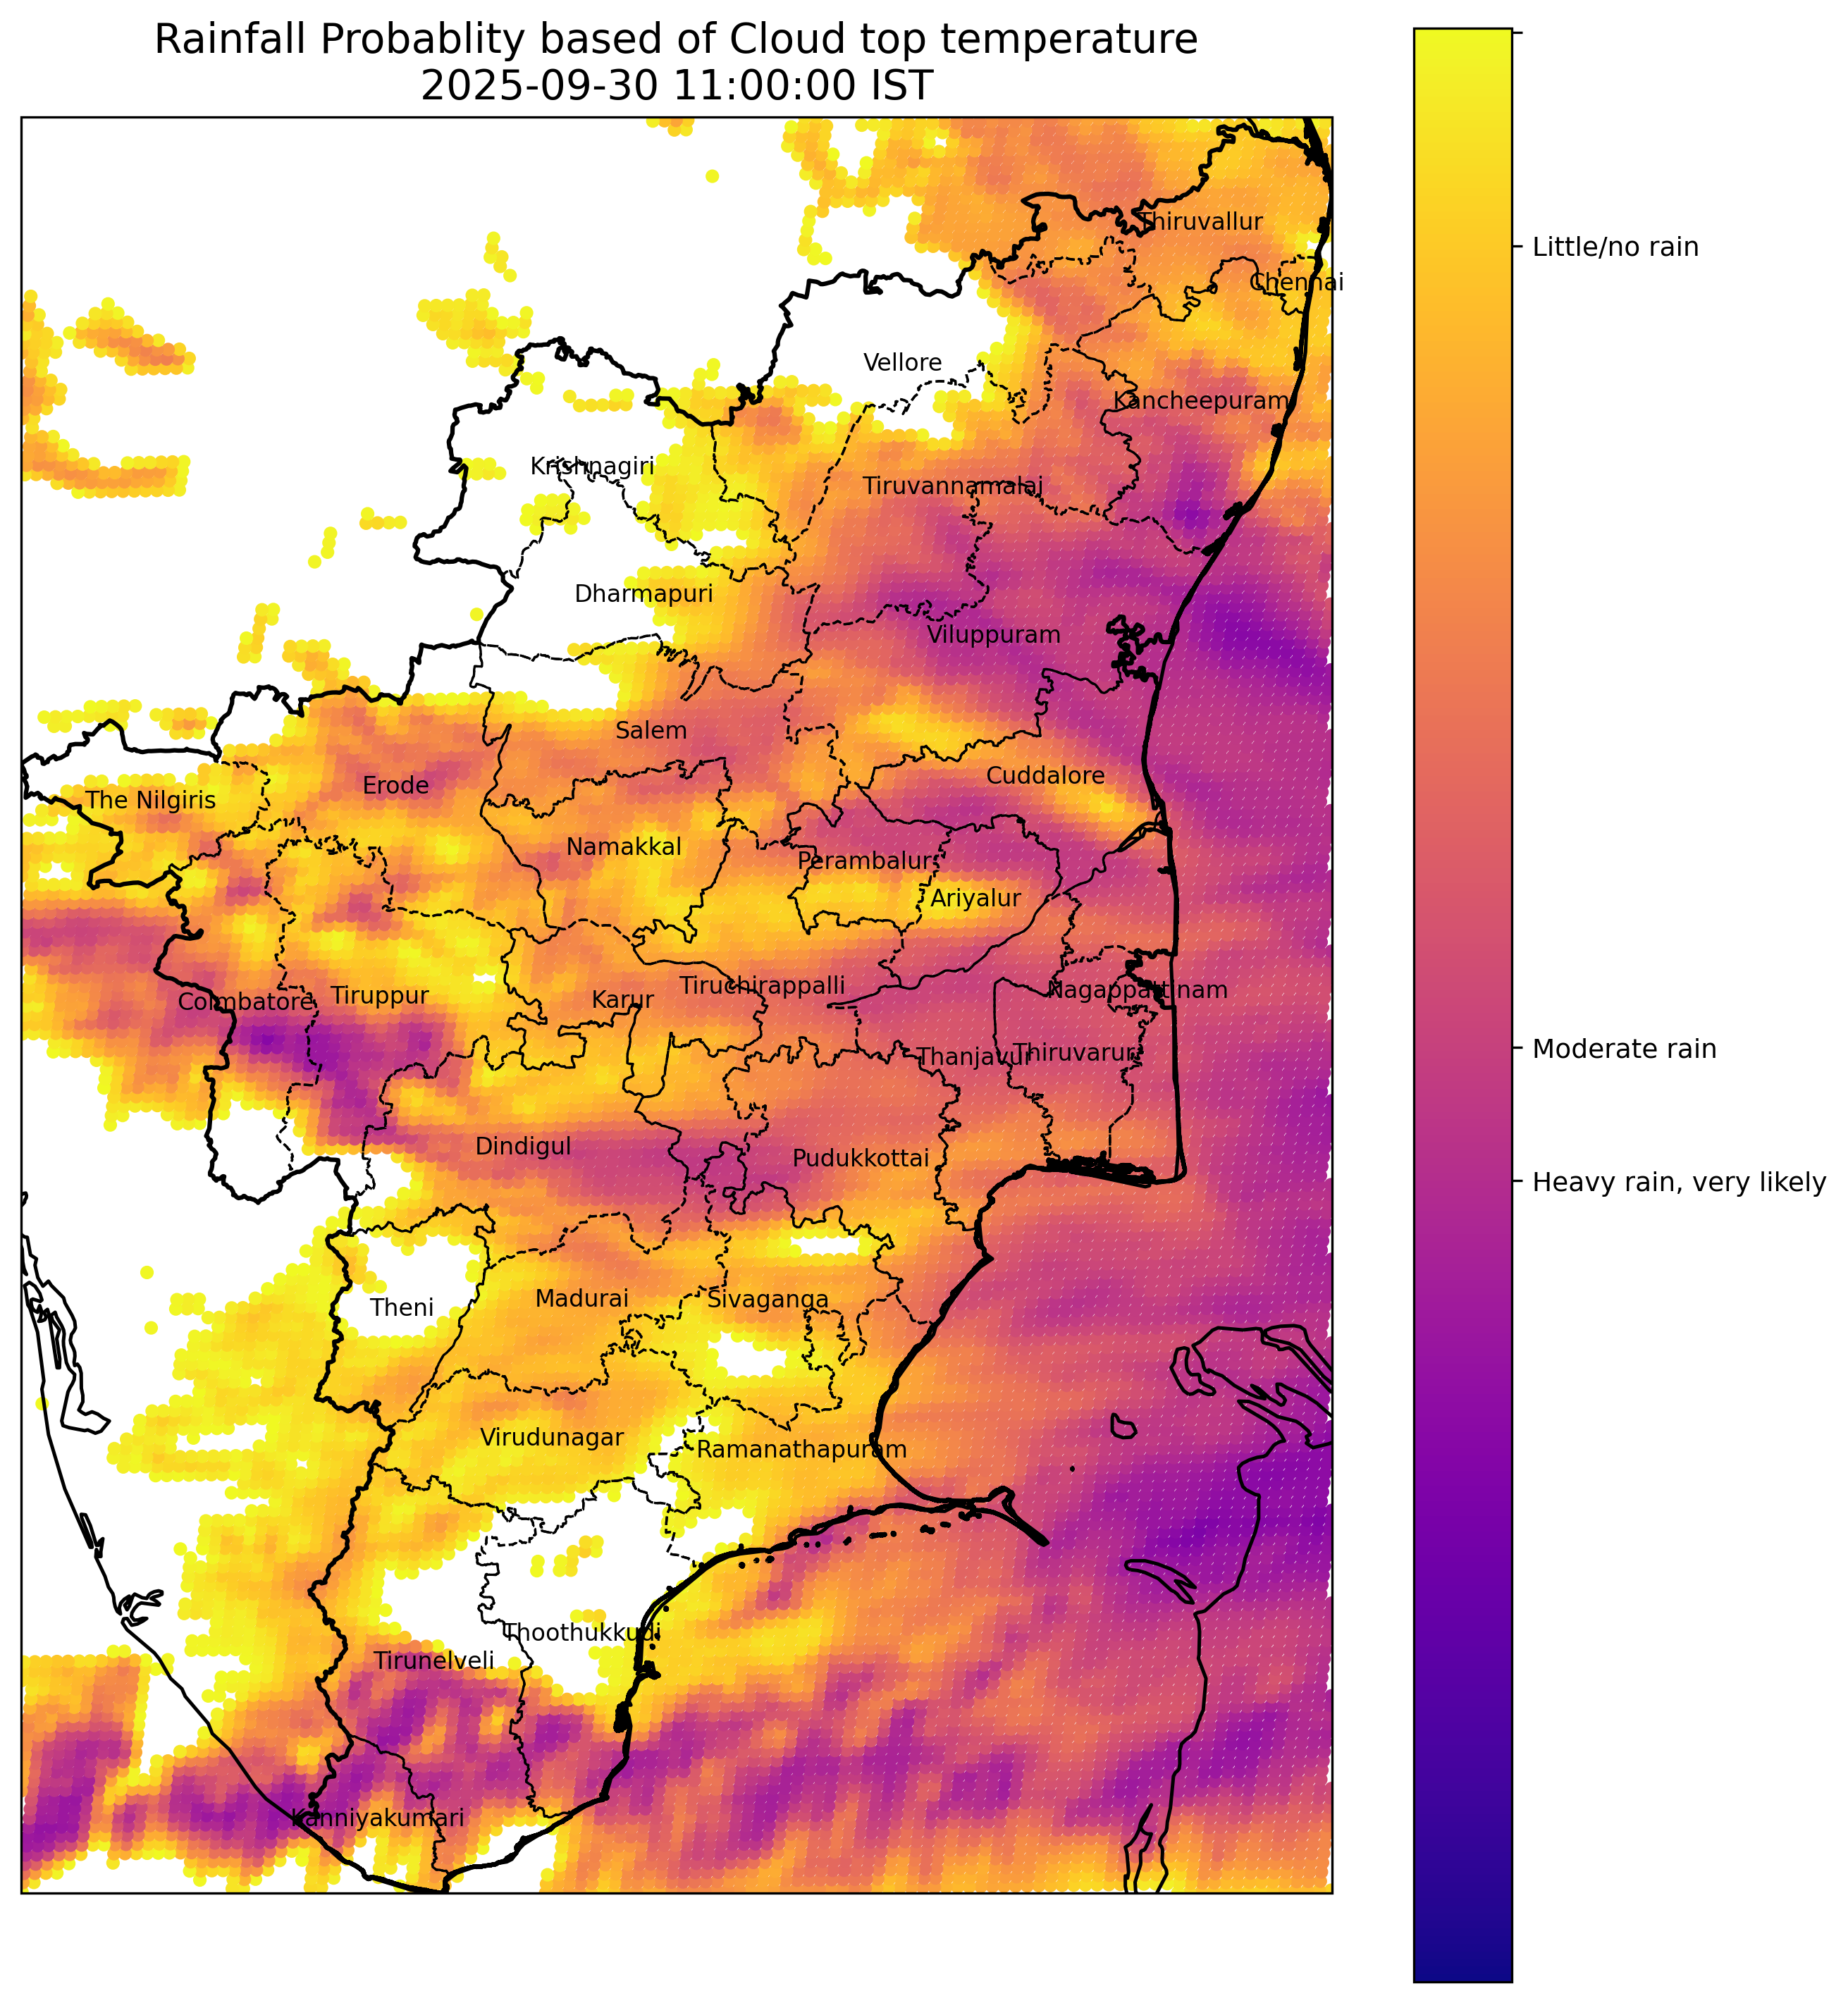 Rainfall Probablity based of Cloud top temperature
2025-09-30 11:00:00 IST
Thiruvallur
Little/no rain
Chennai
Vellore
Kancheepuram
Krishnagiri
Tiruvannamalaj
Dharmapuri
Viluppuram
Salem
Cuddalore
Erode
The Nilgiris
Namakkal
Perambalur
Ariyalur
Tiruchirappalli
Nagappattinam
Coimbatore
Tiruppur
Karur
Moderate rain
Thanjavur
Thiruvarur
Dindigul
Pudukkottai
Heavy rain, very likely
Theni
Madurai
Sivaganga
Virudunagar
Ramanathapuram
Thoothukkudi
Tirunelveli
Kanniyakumari